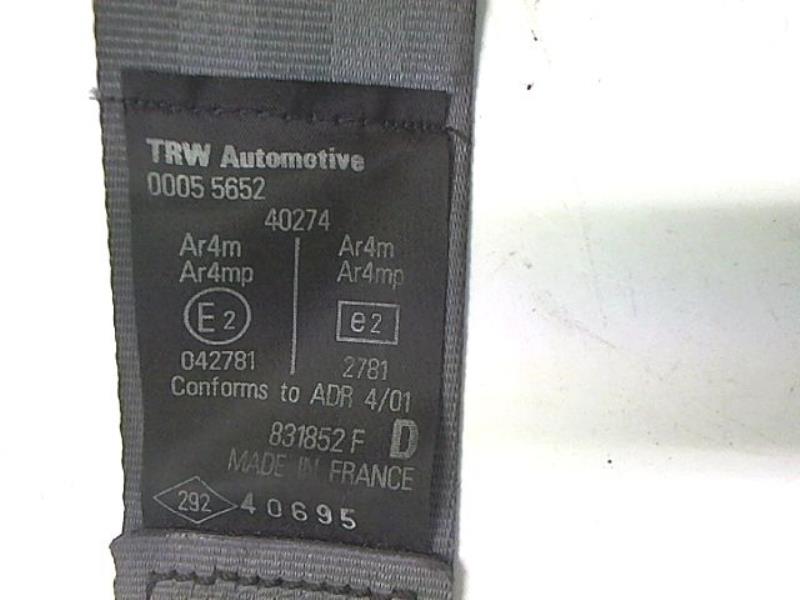 TRW Automotive
0005 5652
40274
Ar4m Ar4m
Ar4mp Ar4mp
E2 e2
042781 2781
Conforms to ADR 4/01
831852 F D
MADE IN FRANCE
292 40695